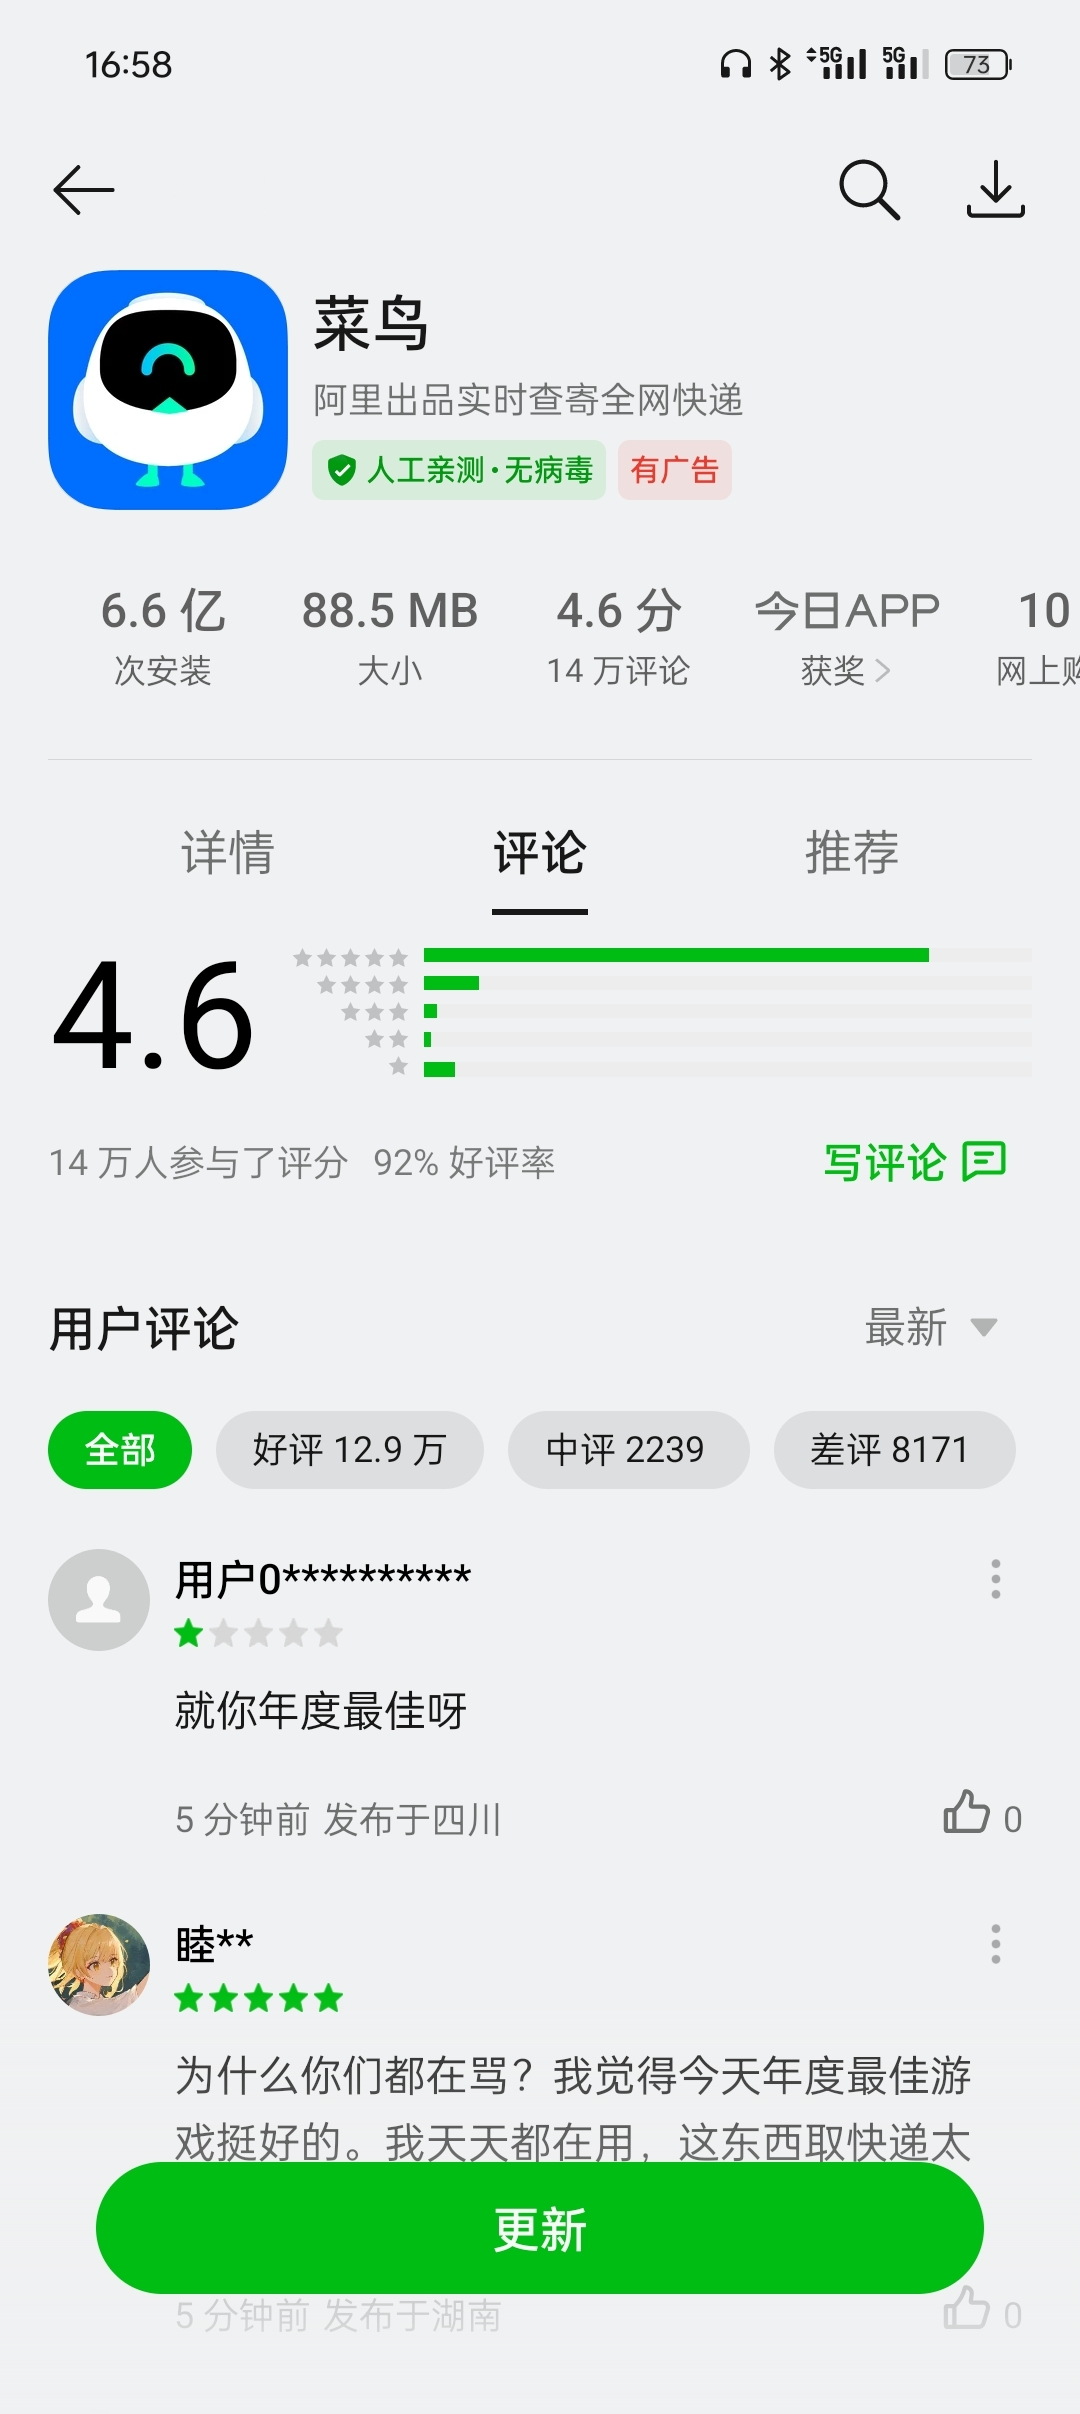 16:58
5G 5G 73
菜鸟
阿里出品实时查寄全网快递
人工亲测·无病毒 有广告
6.6 亿 88.5 MB 4.6 分 今日APP 10
次安装 大小 14 万评论 获奖 网上购
详情 评论 推荐
4.6
14 万人参与了评分 92% 好评率 写评论
用户评论 最新
全部 好评 12.9 万 中评 2239 差评 8171
用户0**********
就你年度最佳呀
5 分钟前 发布于四川 0
睦**
为什么你们都在骂？我觉得今天年度最佳游
戏挺好的。我天天都在用，这东西取快递太
更新
5 分钟前 发布于湖南 0